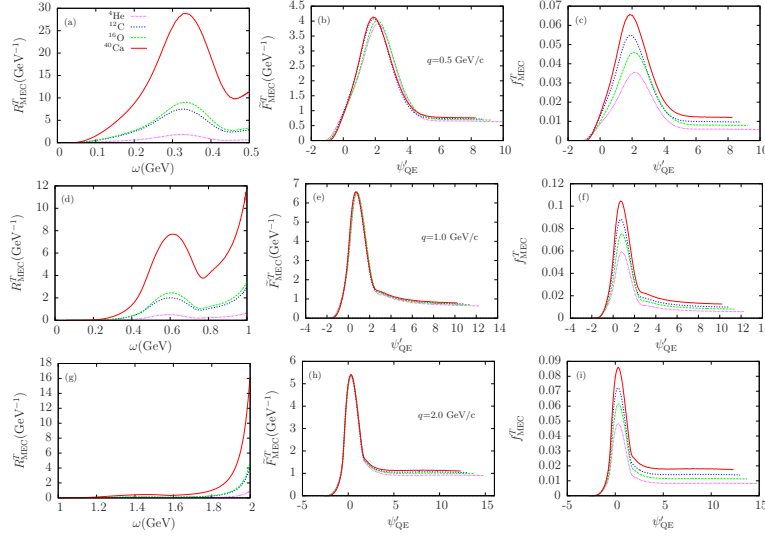 (a)
⁴He
¹²C
¹⁶O
⁴⁰Ca
R^T_MEC(GeV⁻¹)
30
25
20
15
10
5
0
0 0.1 0.2 0.3 0.4 0.5
ω(GeV)
(b)
q=0.5 GeV/c
F̃^T_MEC(GeV⁻¹)
4.5
4
3.5
3
2.5
2
1.5
1
0.5
0
-2 0 2 4 6 8 10
ψ′_QE
(c)
f^T_MEC
0.07
0.06
0.05
0.04
0.03
0.02
0.01
0
-2 0 2 4 6 8 10
ψ′_QE
(d)
R^T_MEC(GeV⁻¹)
12
10
8
6
4
2
0
0 0.2 0.4 0.6 0.8 1
ω(GeV)
(e)
q=1.0 GeV/c
F̃^T_MEC(GeV⁻¹)
7
6
5
4
3
2
1
0
-4 -2 0 2 4 6 8 10 12 14
ψ′_QE
(f)
f^T_MEC
0.12
0.1
0.08
0.06
0.04
0.02
0
-4 -2 0 2 4 6 8 10 12 14
ψ′_QE
(g)
R^T_MEC(GeV⁻¹)
20
18
16
14
12
10
8
6
4
2
0
1 1.2 1.4 1.6 1.8 2
ω(GeV)
(h)
q=2.0 GeV/c
F̃^T_MEC(GeV⁻¹)
6
5
4
3
2
1
0
-5 0 5 10 15
ψ′_QE
(i)
f^T_MEC
0.09
0.08
0.07
0.06
0.05
0.04
0.03
0.02
0.01
0
-5 0 5 10 15
ψ′_QE